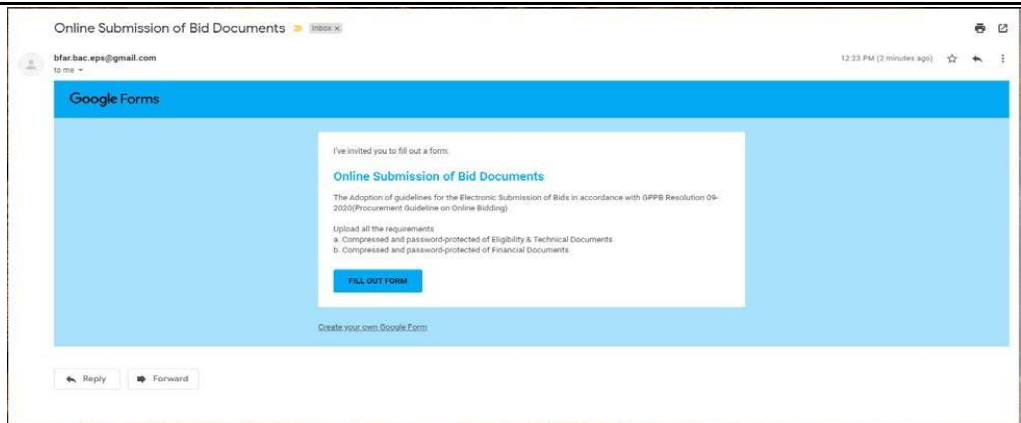 Online Submission of Bid Documents
Inbox x
bfar.bac.eps@gmail.com
12:23 PM (2 minutes ago)
to me
Google Forms
I've invited you to fill out a form:
Online Submission of Bid Documents
The Adoption of guidelines for the Electronic Submission of Bids in accordance with GPPB Resolution 09-
2020(Procurement Guideline on Online Bidding)
Upload all the requirements
a. Compressed and password-protected of Eligibility & Technical Documents
b. Compressed and password-protected of Financial Documents
FILL OUT FORM
Create your own Google Form
Reply
Forward